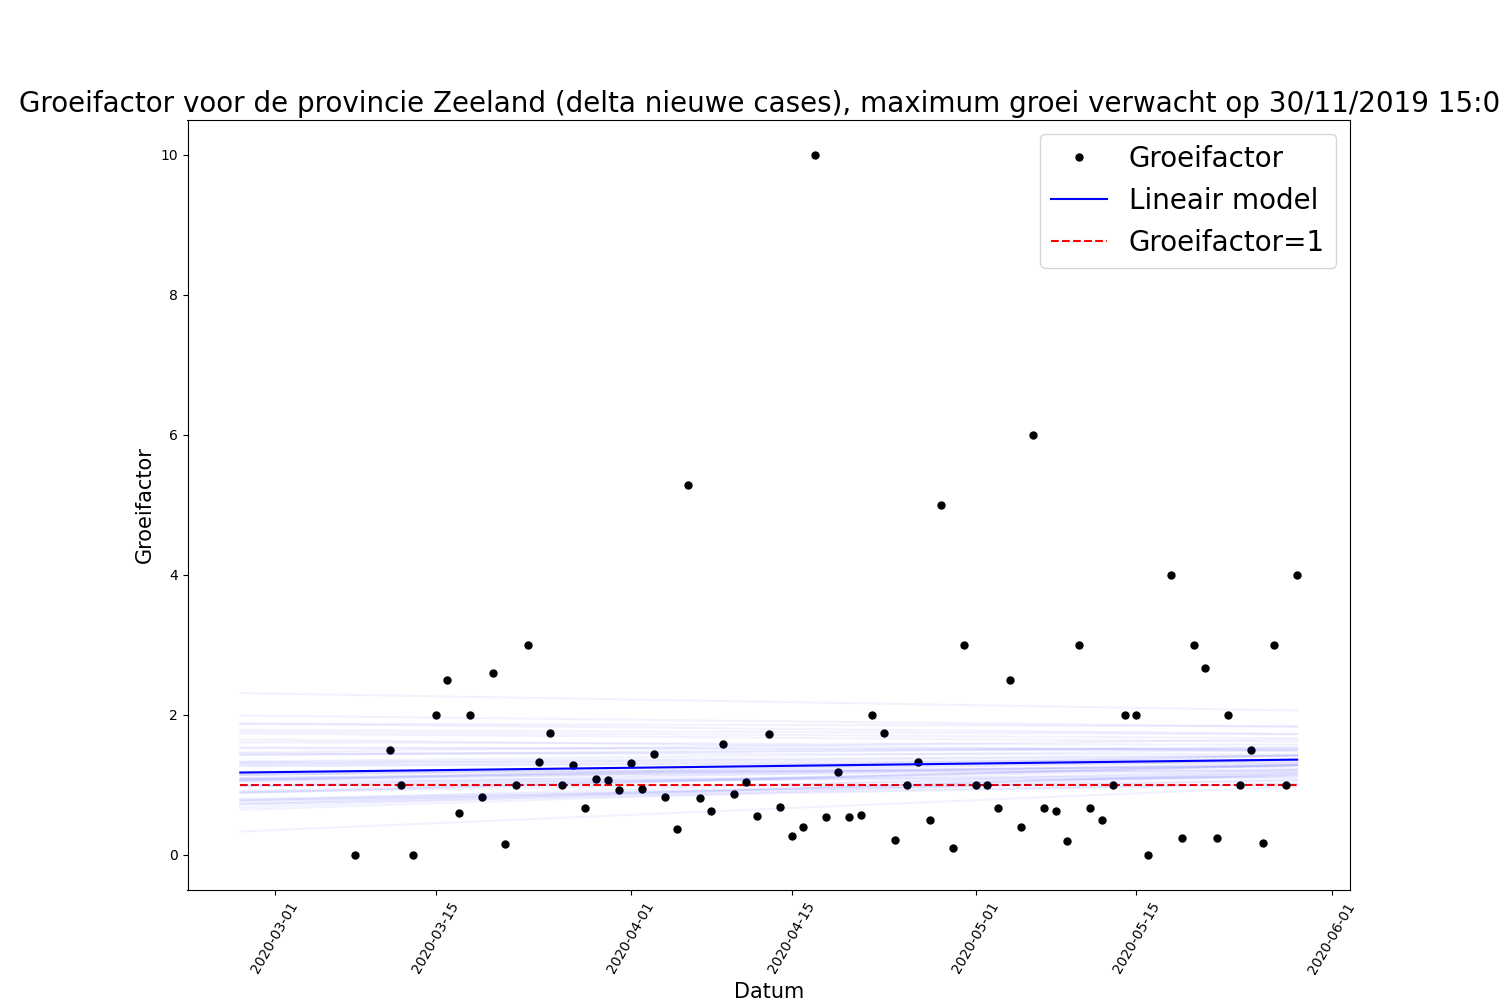 Groeifactor voor de provincie Zeeland (delta nieuwe cases), maximum groei verwacht op 30/11/2019 15:0
Groeifactor
Lineair model
Groeifactor=1
10
8
6
4
2
0
Groeifactor
2020-03-01
2020-03-15
2020-04-01
2020-04-15
2020-05-01
2020-05-15
2020-06-01
Datum